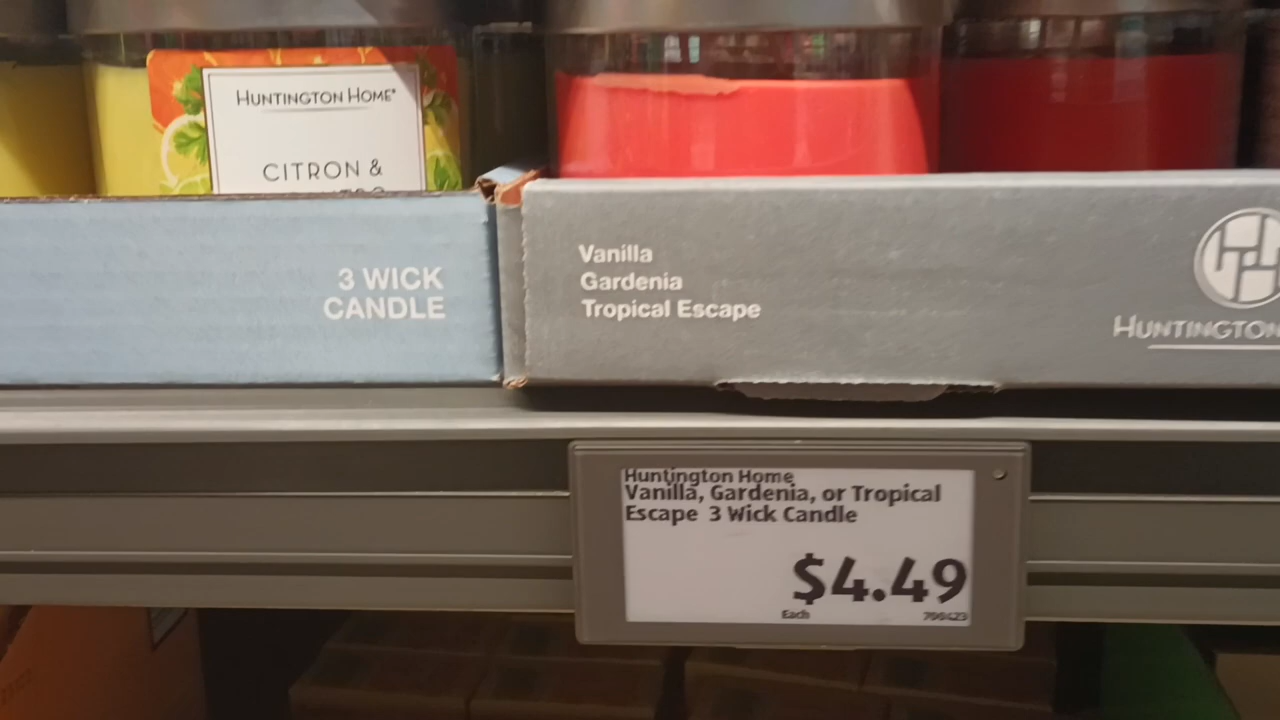 HUNTINGTON HOME®
CITRON &
3 WICK
CANDLE
Vanilla
Gardenia
Tropical Escape
HUNTINGTON
Huntington Home
Vanilla, Gardenia, or Tropical
Escape 3 Wick Candle
$4.49
Each
700423